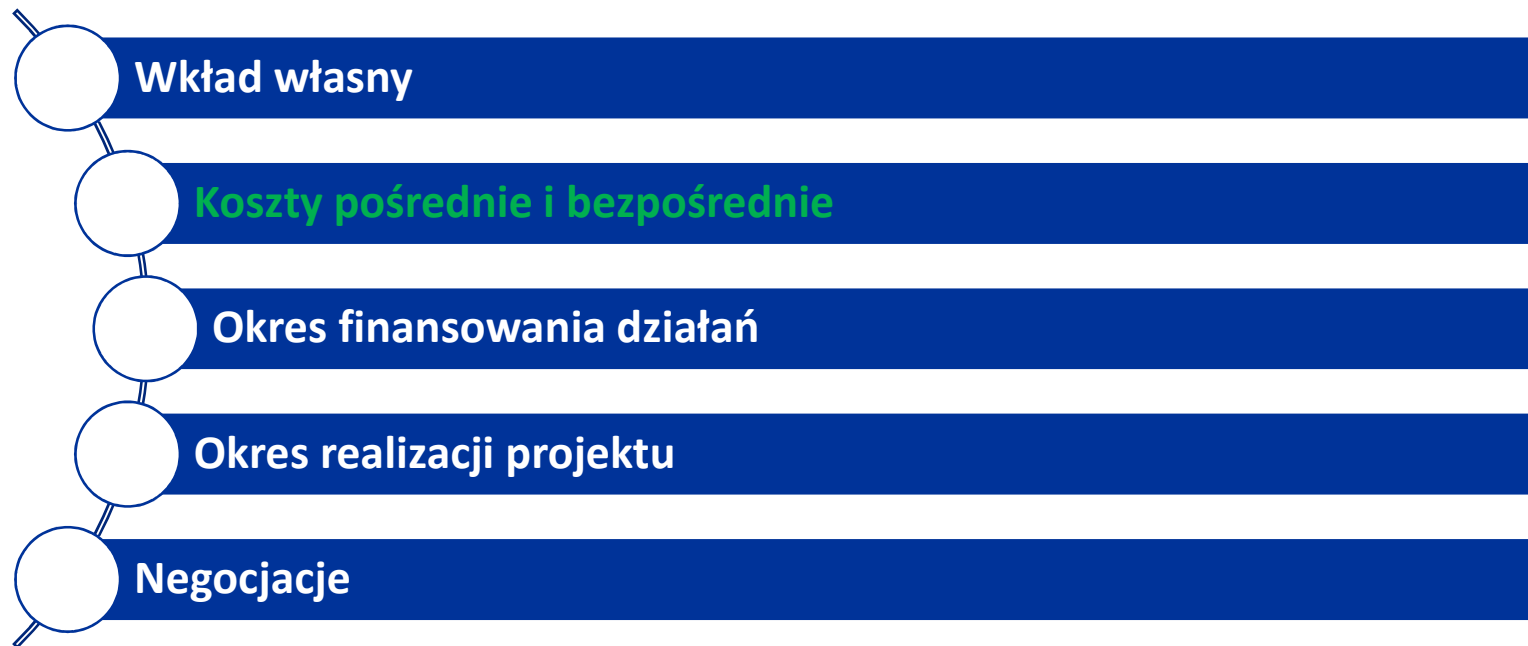 Wkład własny
Koszty pośrednie i bezpośrednie
Okres finansowania działań
Okres realizacji projektu
Negocjacje